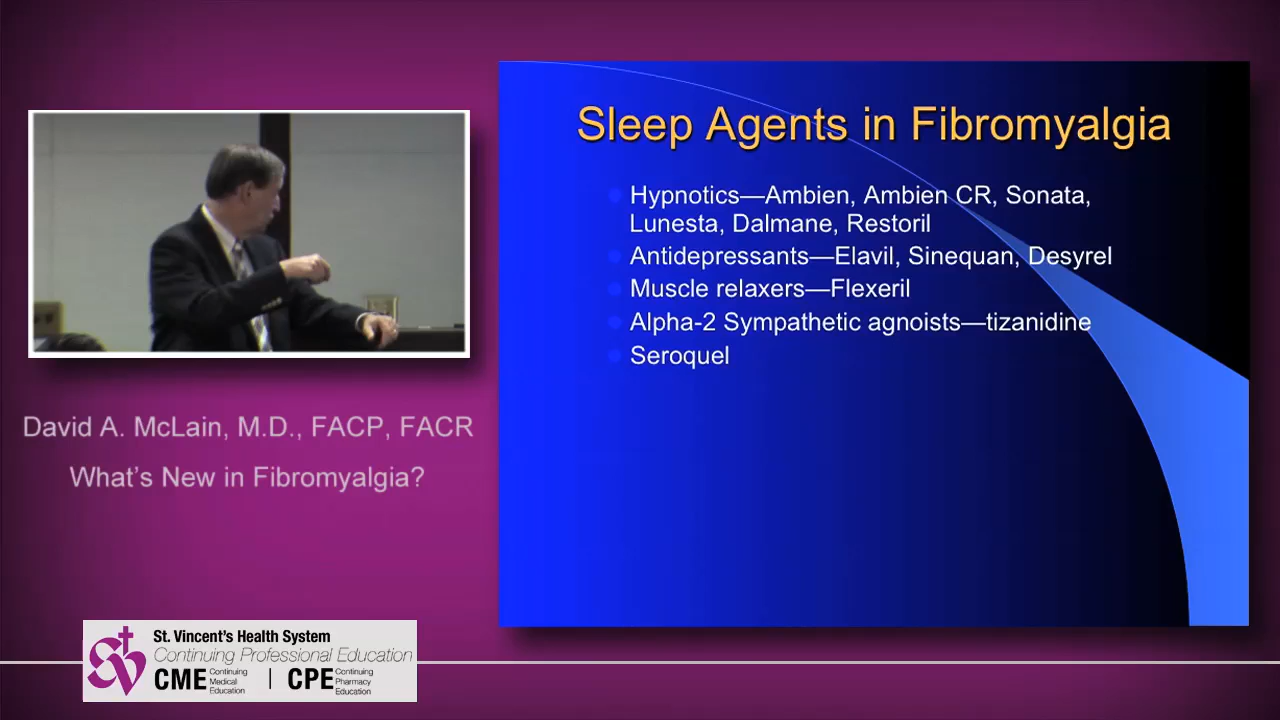 Sleep Agents in Fibromyalgia
Hypnotics—Ambien, Ambien CR, Sonata,
Lunesta, Dalmane, Restoril
Antidepressants—Elavil, Sinequan, Desyrel
Muscle relaxers—Flexeril
Alpha-2 Sympathetic agnoists—tizanidine
Seroquel
David A. McLain, M.D., FACP, FACR
What's New in Fibromyalgia?
St. Vincent's Health System
Continuing Professional Education
CME Continuing Medical Education | CPE Continuing Pharmacy Education